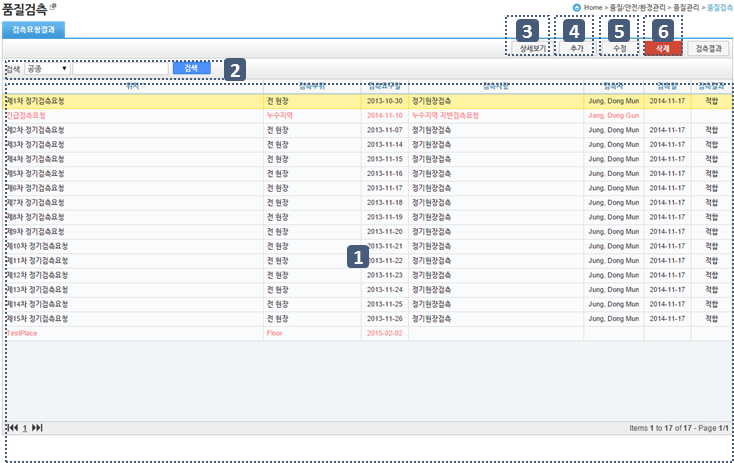 품질검측
Home > 품질/안전/환경관리 > 품질관리 > 품질검측
검측요청결과
3 4 5 6
상세보기 추가 수정 삭제 검측결과
검색 공종 검색 2
위치 검측부위 검측요구일 검측사항 검측자 검측일 검측결과
제1차 정기검측요청 전 현장 2013-10-30 정기현장검측 Jung, Dong Mun 2014-11-17 적합
긴급검측요청 누수지역 2014-11-10 누수지역 지반검측요청 Jang, Dong Gun
제2차 정기검측요청 전 현장 2013-11-07 정기현장검측 Jung, Dong Mun 2014-11-17 적합
제3차 정기검측요청 전 현장 2013-11-14 정기현장검측 Jung, Dong Mun 2014-11-17 적합
제4차 정기검측요청 전 현장 2013-11-15 정기현장검측 Jung, Dong Mun 2014-11-17 적합
제5차 정기검측요청 전 현장 2013-11-16 정기현장검측 Jung, Dong Mun 2014-11-17 적합
제6차 정기검측요청 전 현장 2013-11-17 정기현장검측 Jung, Dong Mun 2014-11-17 적합
제7차 정기검측요청 전 현장 2013-11-18 정기현장검측 Jung, Dong Mun 2014-11-17 적합
제8차 정기검측요청 전 현장 2013-11-19 정기현장검측 Jung, Dong Mun 2014-11-17 적합
제9차 정기검측요청 전 현장 2013-11-20 정기현장검측 Jung, Dong Mun 2014-11-17 적합
제10차 정기검측요청 전 현장 2013-11-21 정기현장검측 Jung, Dong Mun 2014-11-17 적합
1
제11차 정기검측요청 전 현장 2013-11-22 정기현장검측 Jung, Dong Mun 2014-11-17 적합
제12차 정기검측요청 전 현장 2013-11-23 정기현장검측 Jung, Dong Mun 2014-11-17 적합
제13차 정기검측요청 전 현장 2013-11-24 정기현장검측 Jung, Dong Mun 2014-11-17 적합
제14차 정기검측요청 전 현장 2013-11-25 정기현장검측 Jung, Dong Mun 2014-11-17 적합
제15차 정기검측요청 전 현장 2013-11-26 정기현장검측 Jung, Dong Mun 2014-11-17 적합
TestPlace Floor 2015-02-02
1 Items 1 to 17 of 17 - Page 1/1